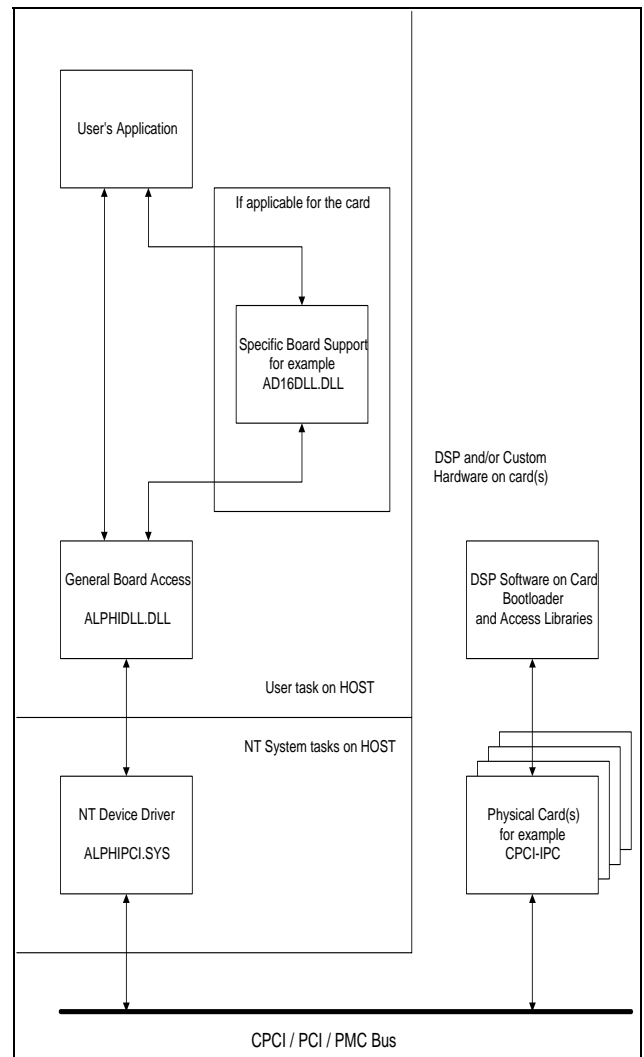 User's Application
If applicable for the card
Specific Board Support
for example
AD16DLL.DLL
DSP and/or Custom
Hardware on card(s)
General Board Access
ALPHIDLL.DLL
DSP Software on Card
Bootloader
and Access Libraries
User task on HOST
NT System tasks on HOST
NT Device Driver
ALPHIPCI.SYS
Physical Card(s)
for example
CPCI-IPC
CPCI / PCI / PMC Bus